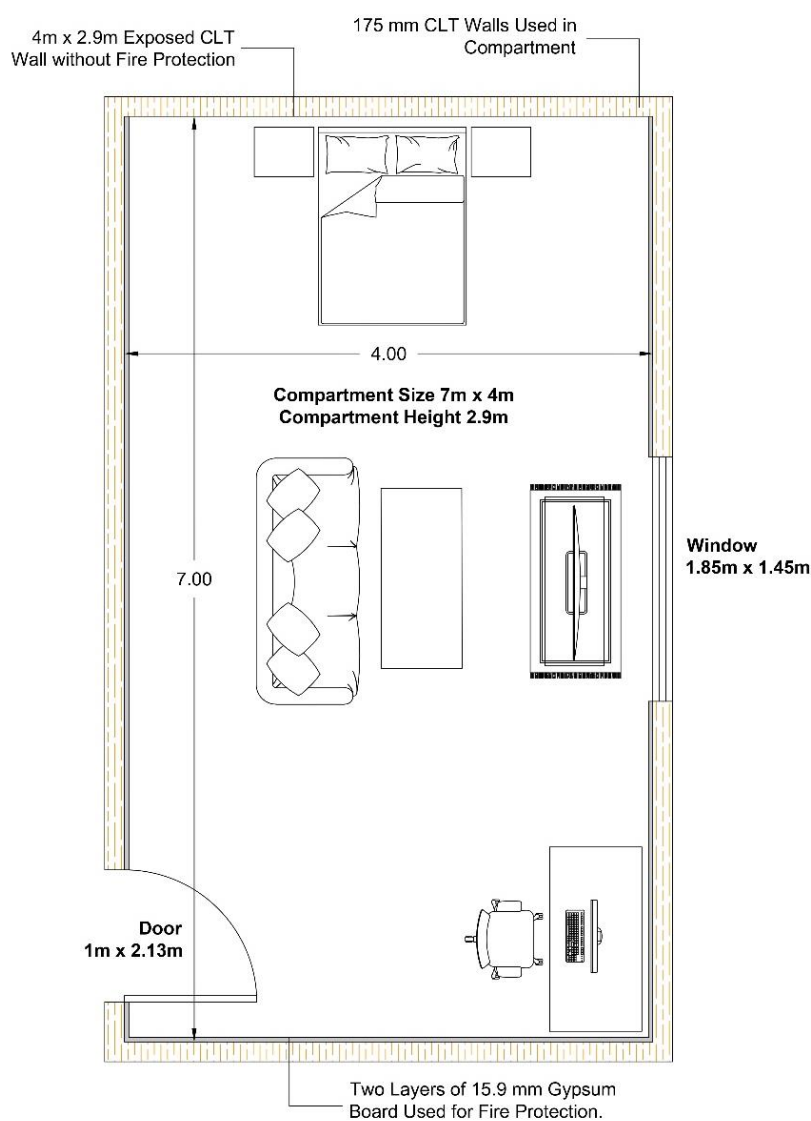 4m x 2.9m Exposed CLT
Wall without Fire Protection
175 mm CLT Walls Used in
Compartment
4.00
Compartment Size 7m x 4m
Compartment Height 2.9m
7.00
Window
1.85m x 1.45m
Door
1m x 2.13m
Two Layers of 15.9 mm Gypsum
Board Used for Fire Protection.